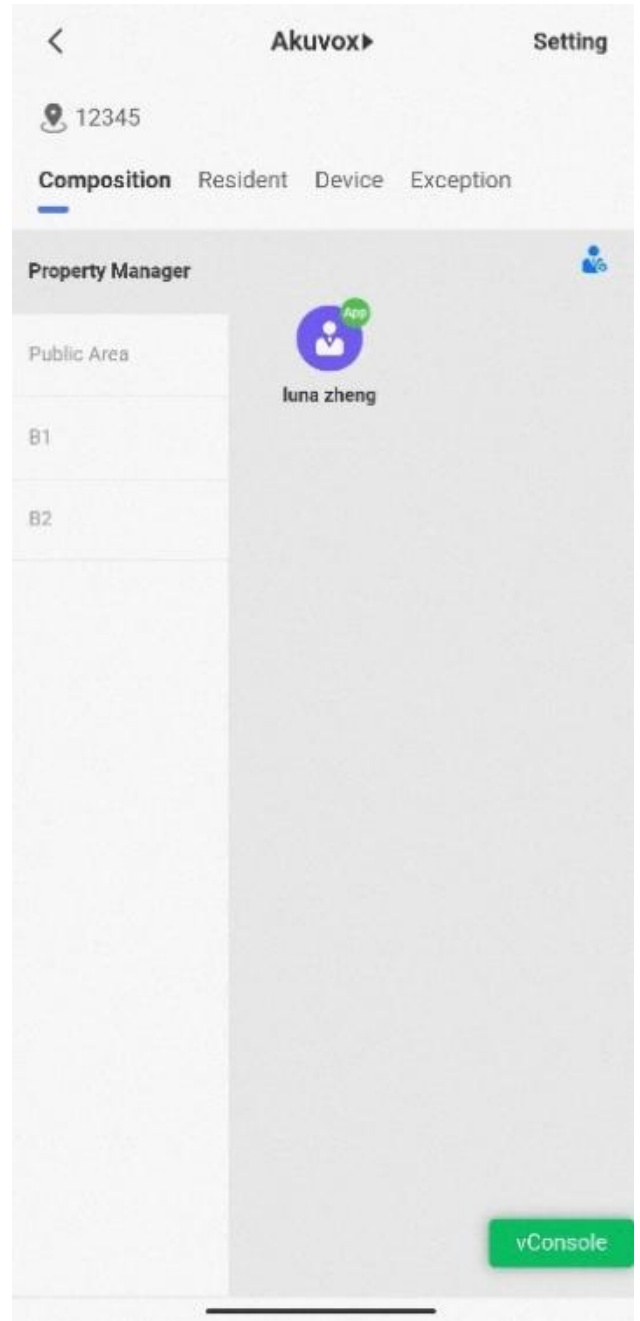 Akuvox Setting
12345
Composition Resident Device Exception
Property Manager
App
Public Area
luna zheng
B1
B2
vConsole